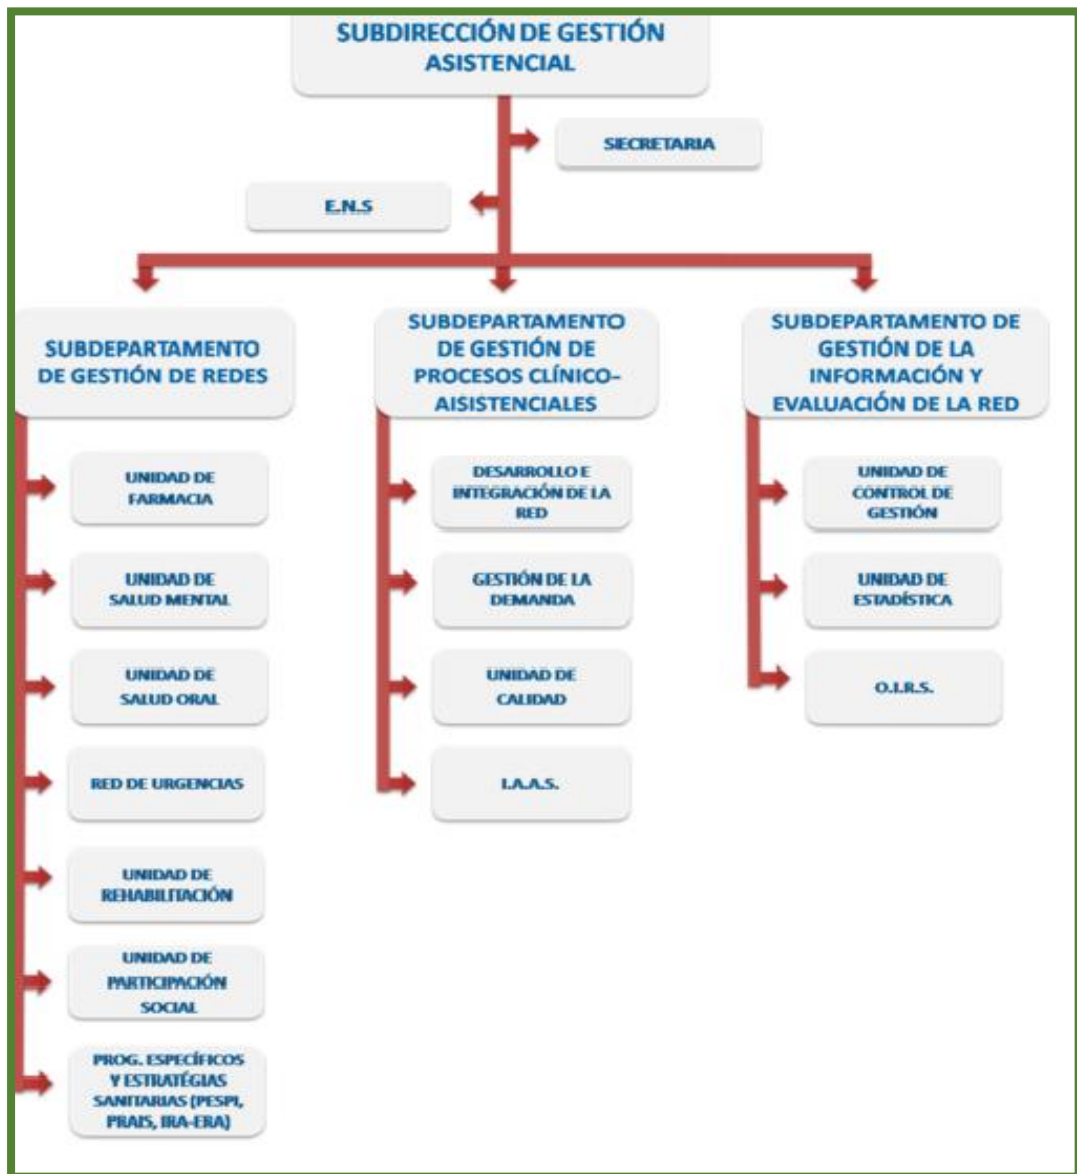 SUBDIRECCIÓN DE GESTIÓN
ASISTENCIAL
SECRETARIA
E.N.S
SUBDEPARTAMENTO
DE GESTIÓN DE REDES
UNIDAD DE
FARMACIA
UNIDAD DE
SALUD MENTAL
UNIDAD DE
SALUD ORAL
RED DE URGENCIAS
UNIDAD DE
REHABILITACIÓN
UNIDAD DE
PARTICIPACIÓN
SOCIAL
PROG. ESPECÍFICOS
Y ESTRATÉGIAS
SANITARIAS (PESPI,
PRAIS, IRA-ERA)
SUBDEPARTAMENTO
DE GESTIÓN DE
PROCESOS CLÍNICO–
AISISTENCIALES
DESARROLLO E
INTEGRACIÓN DE LA
RED
GESTIÓN DE LA
DEMANDA
UNIDAD DE
CALIDAD
I.A.A.S.
SUBDEPARTAMENTO DE
GESTIÓN DE LA
INFORMACIÓN Y
EVALUACIÓN DE LA RED
UNIDAD DE
CONTROL DE
GESTIÓN
UNIDAD DE
ESTADÍSTICA
O.I.R.S.